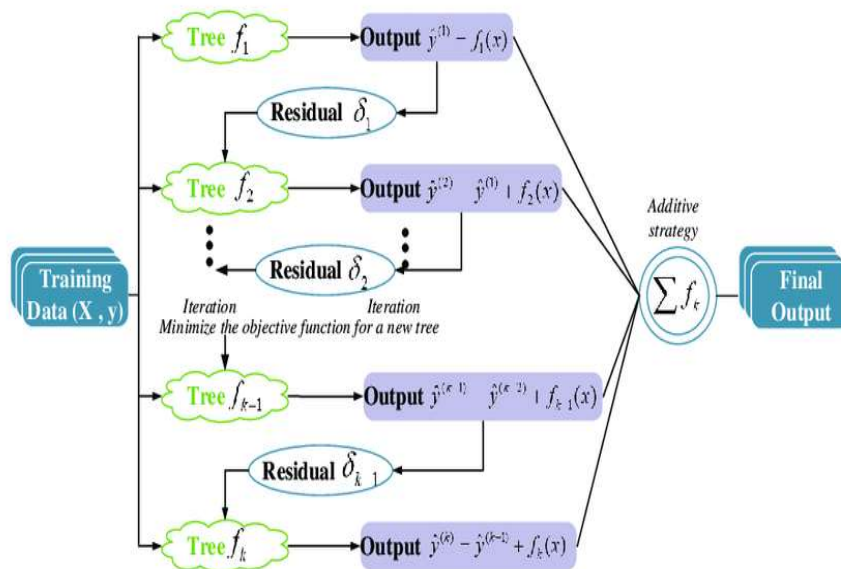 Tree f₁
Output ŷ⁽¹⁾ − f₁(x)
Residual δ₁
Tree f₂
Output ŷ⁽²⁾ ŷ⁽¹⁾ + f₂(x)
Additive
strategy
Residual δ₂
Training
Data (X , y)
∑ fₖ
Final
Output
Iteration
Iteration
Minimize the objective function for a new tree
Tree fₖ₋₁
Output ŷ⁽ᵏ ¹⁾ ŷ⁽ᵏ ²⁾ + fₖ ₁(x)
Residual δₖ ₁
Tree fₖ
Output ŷ⁽ᵏ⁾ − ŷ⁽ᵏ⁻¹⁾ + fₖ(x)